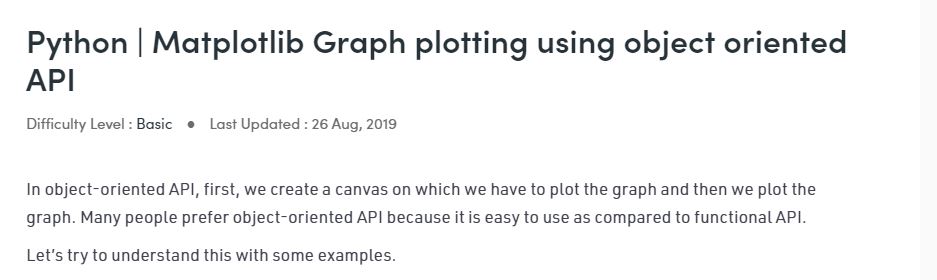 Python | Matplotlib Graph plotting using object oriented
API
Difficulty Level : Basic ● Last Updated : 26 Aug, 2019
In object-oriented API, first, we create a canvas on which we have to plot the graph and then we plot the
graph. Many people prefer object-oriented API because it is easy to use as compared to functional API.
Let’s try to understand this with some examples.